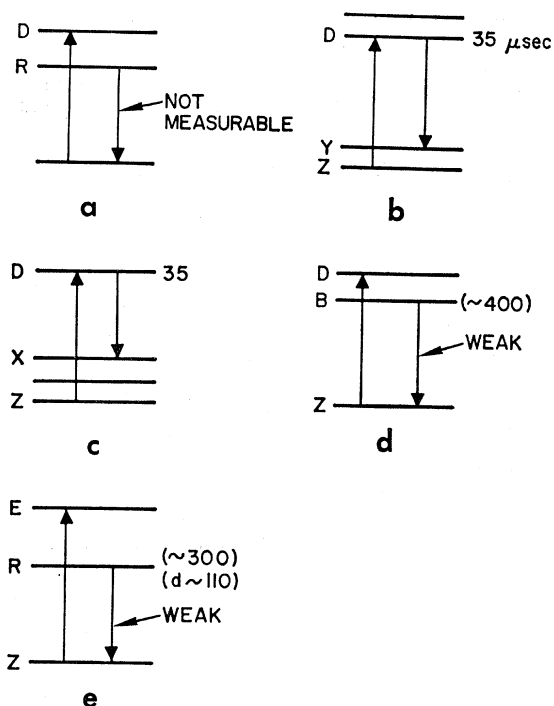 D
R
NOT
MEASURABLE
a
D
35 μsec
Y
Z
b
D
35
X
Z
c
D
B
(~400)
WEAK
Z
d
E
R
(~300)
(d~110)
WEAK
Z
e